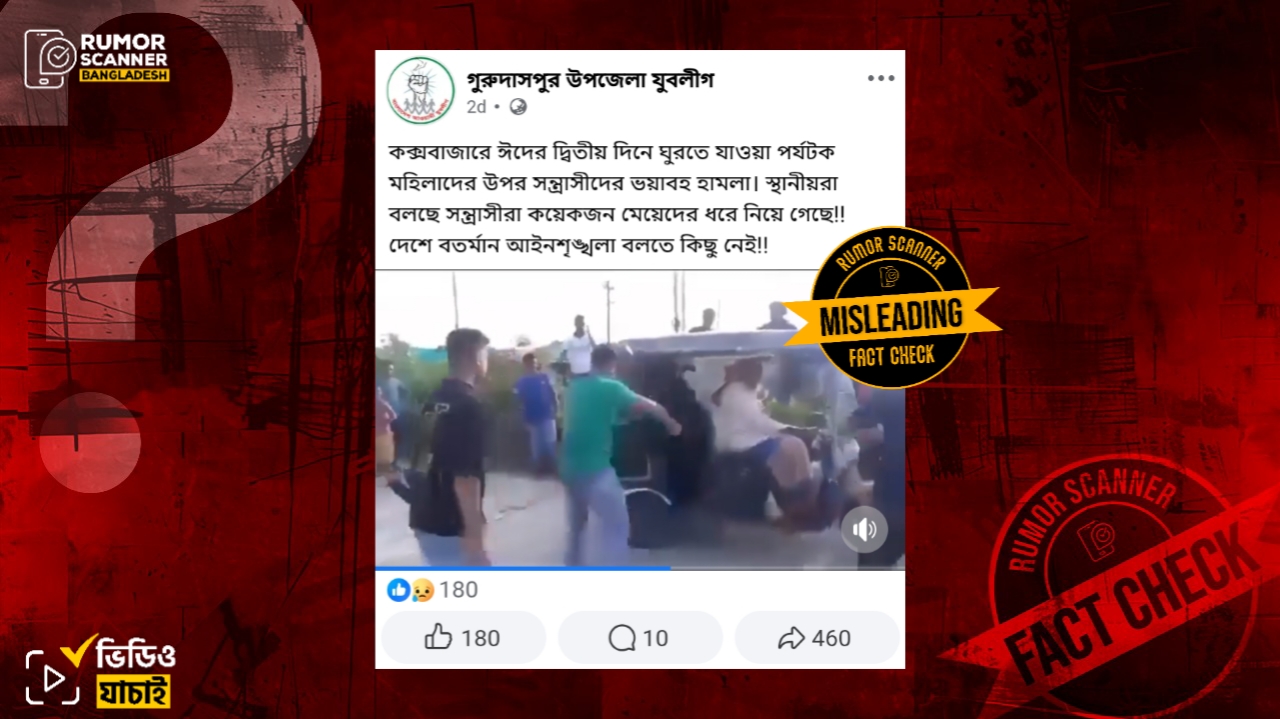 RUMOR
SCANNER
BANGLADESH
গুরুদাসপুর উপজেলা যুবলীগ
2d
কক্সবাজারে ঈদের দ্বিতীয় দিনে ঘুরতে যাওয়া পর্যটক
মহিলাদের উপর সন্ত্রাসীদের ভয়াবহ হামলা। স্থানীয়রা
বলছে সন্ত্রাসীরা কয়েকজন মেয়েদের ধরে নিয়ে গেছে!!
দেশে বতর্মান আইনশৃঙ্খলা বলতে কিছু নেই!!
RUMOR SCANNER
MISLEADING
FACT CHECK
180
180
10
460
RUMOR SCANNER
FACT CHECK
ভিডিও
যাচাই